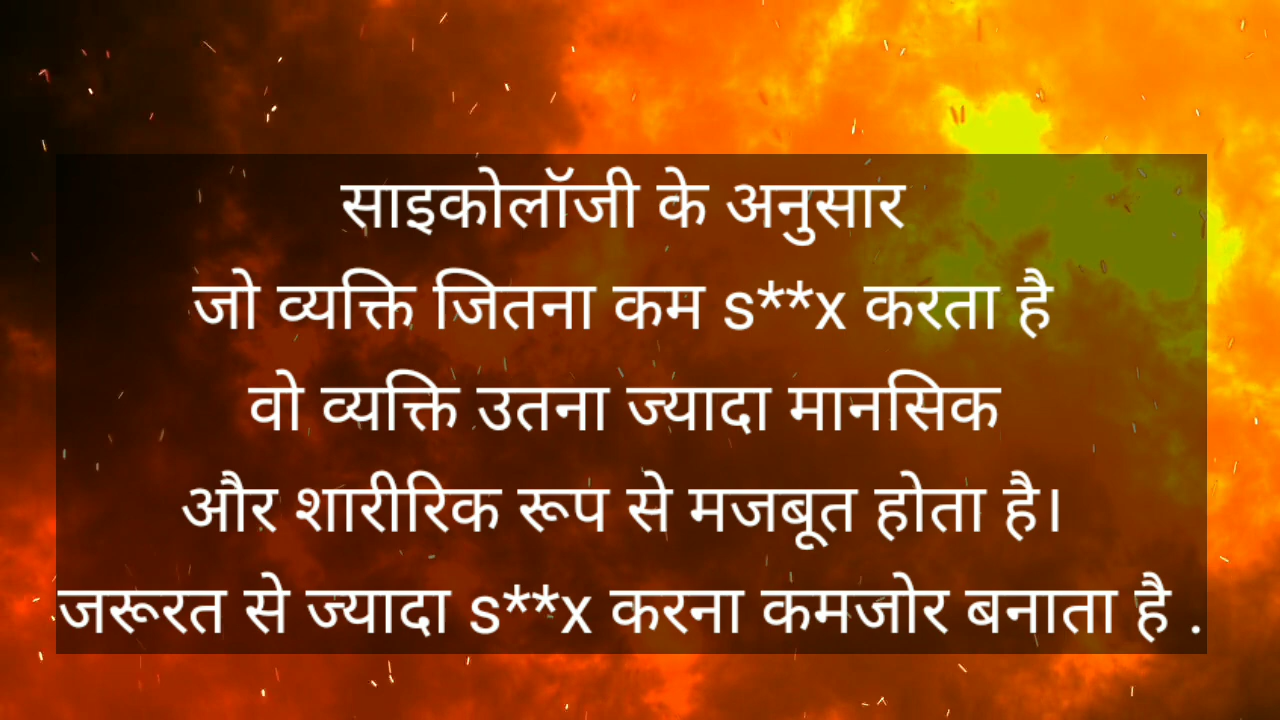 साइकोलॉजी के अनुसार
जो व्यक्ति जितना कम s**x करता है
वो व्यक्ति उतना ज्यादा मानसिक
और शारीरिक रूप से मजबूत होता है।
जरूरत से ज्यादा s**x करना कमजोर बनाता है .